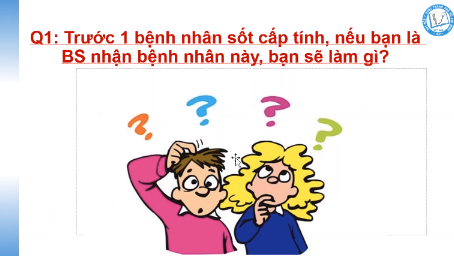 Q1: Trước 1 bệnh nhân sốt cấp tính, nếu bạn là
BS nhận bệnh nhân này, bạn sẽ làm gì?
? ? ? ?